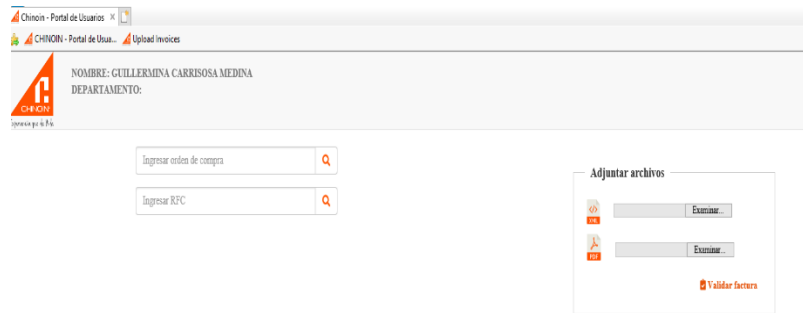 Chinoin - Portal de Usuarios
CHINOIN - Portal de Usua...
Upload Invoices
CHINOIN
NOMBRE: GUILLERMINA CARRISOSA MEDINA
DEPARTAMENTO:
Ingresar orden de compra
Ingresar RFC
Adjuntar archivos
XML
Examinar...
PDF
Examinar...
Validar factura